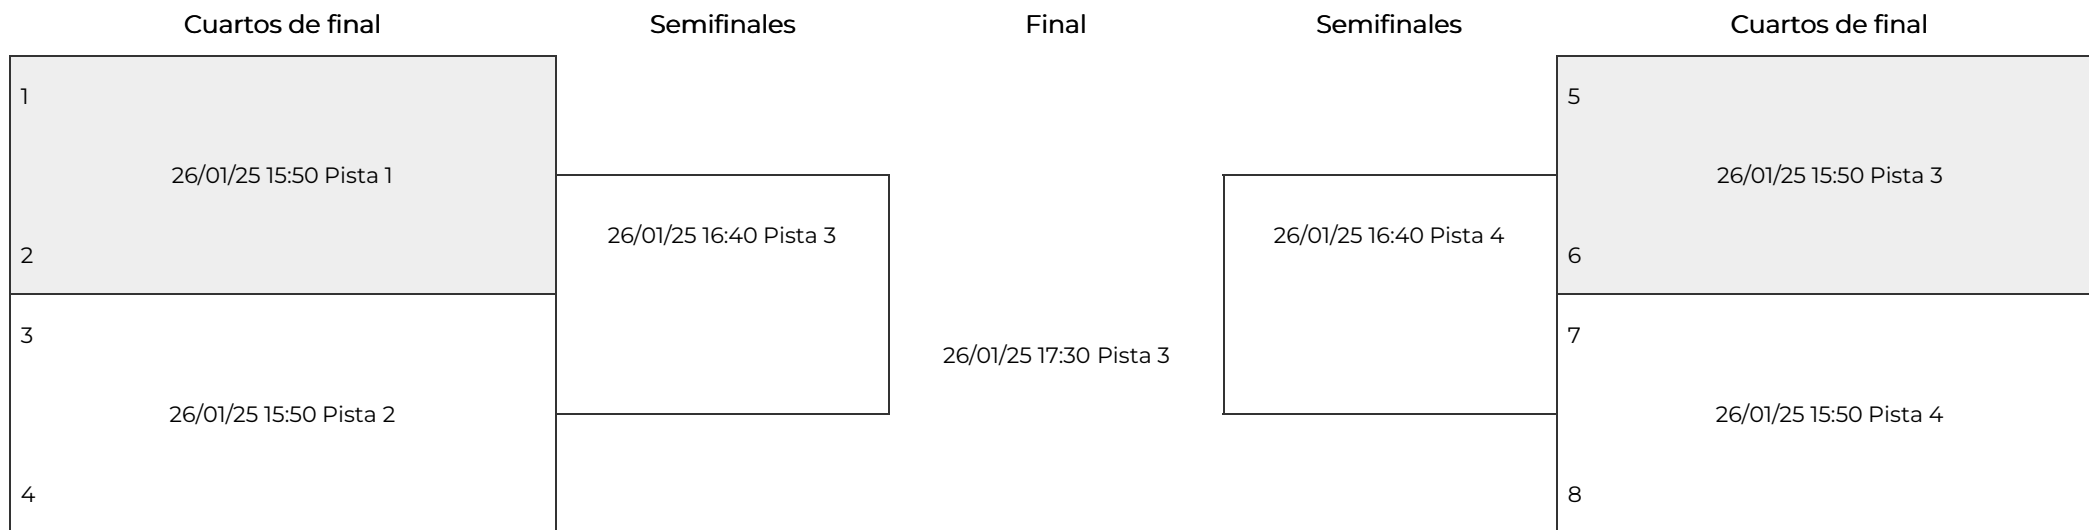 Cuartos de final
Semifinales
Final
Semifinales
Cuartos de final
1
26/01/25 15:50 Pista 1
2
3
26/01/25 15:50 Pista 2
4
26/01/25 16:40 Pista 3
26/01/25 17:30 Pista 3
26/01/25 16:40 Pista 4
5
26/01/25 15:50 Pista 3
6
7
26/01/25 15:50 Pista 4
8